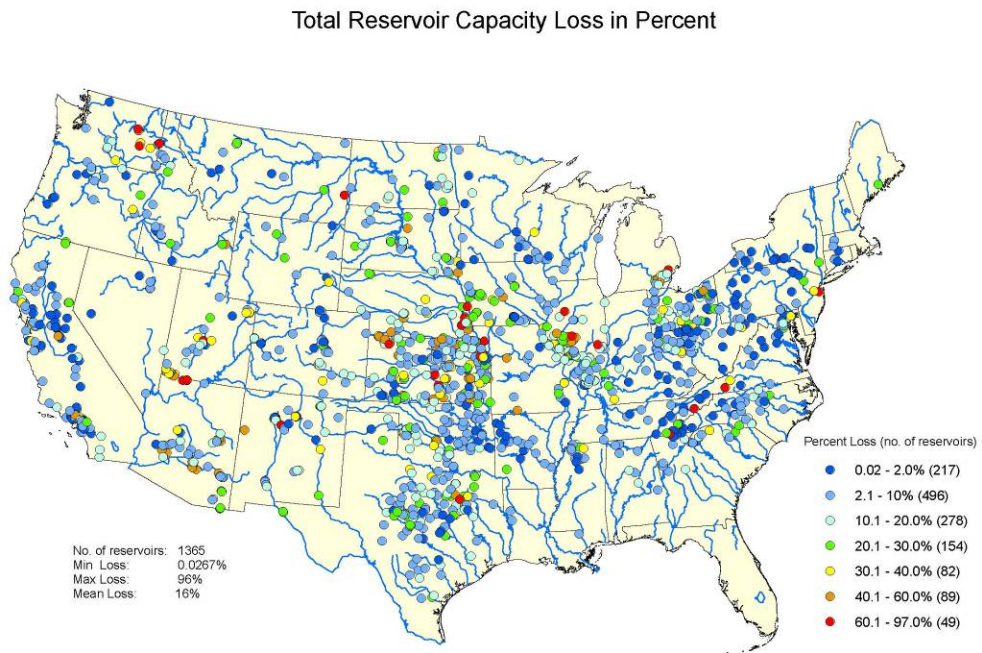 Total Reservoir Capacity Loss in Percent
Percent Loss (no. of reservoirs)
0.02 - 2.0% (217)
2.1 - 10% (496)
10.1 - 20.0% (278)
20.1 - 30.0% (154)
30.1 - 40.0% (82)
40.1 - 60.0% (89)
60.1 - 97.0% (49)
No. of reservoirs: 1365
Min Loss: 0.0267%
Max Loss: 96%
Mean Loss: 16%